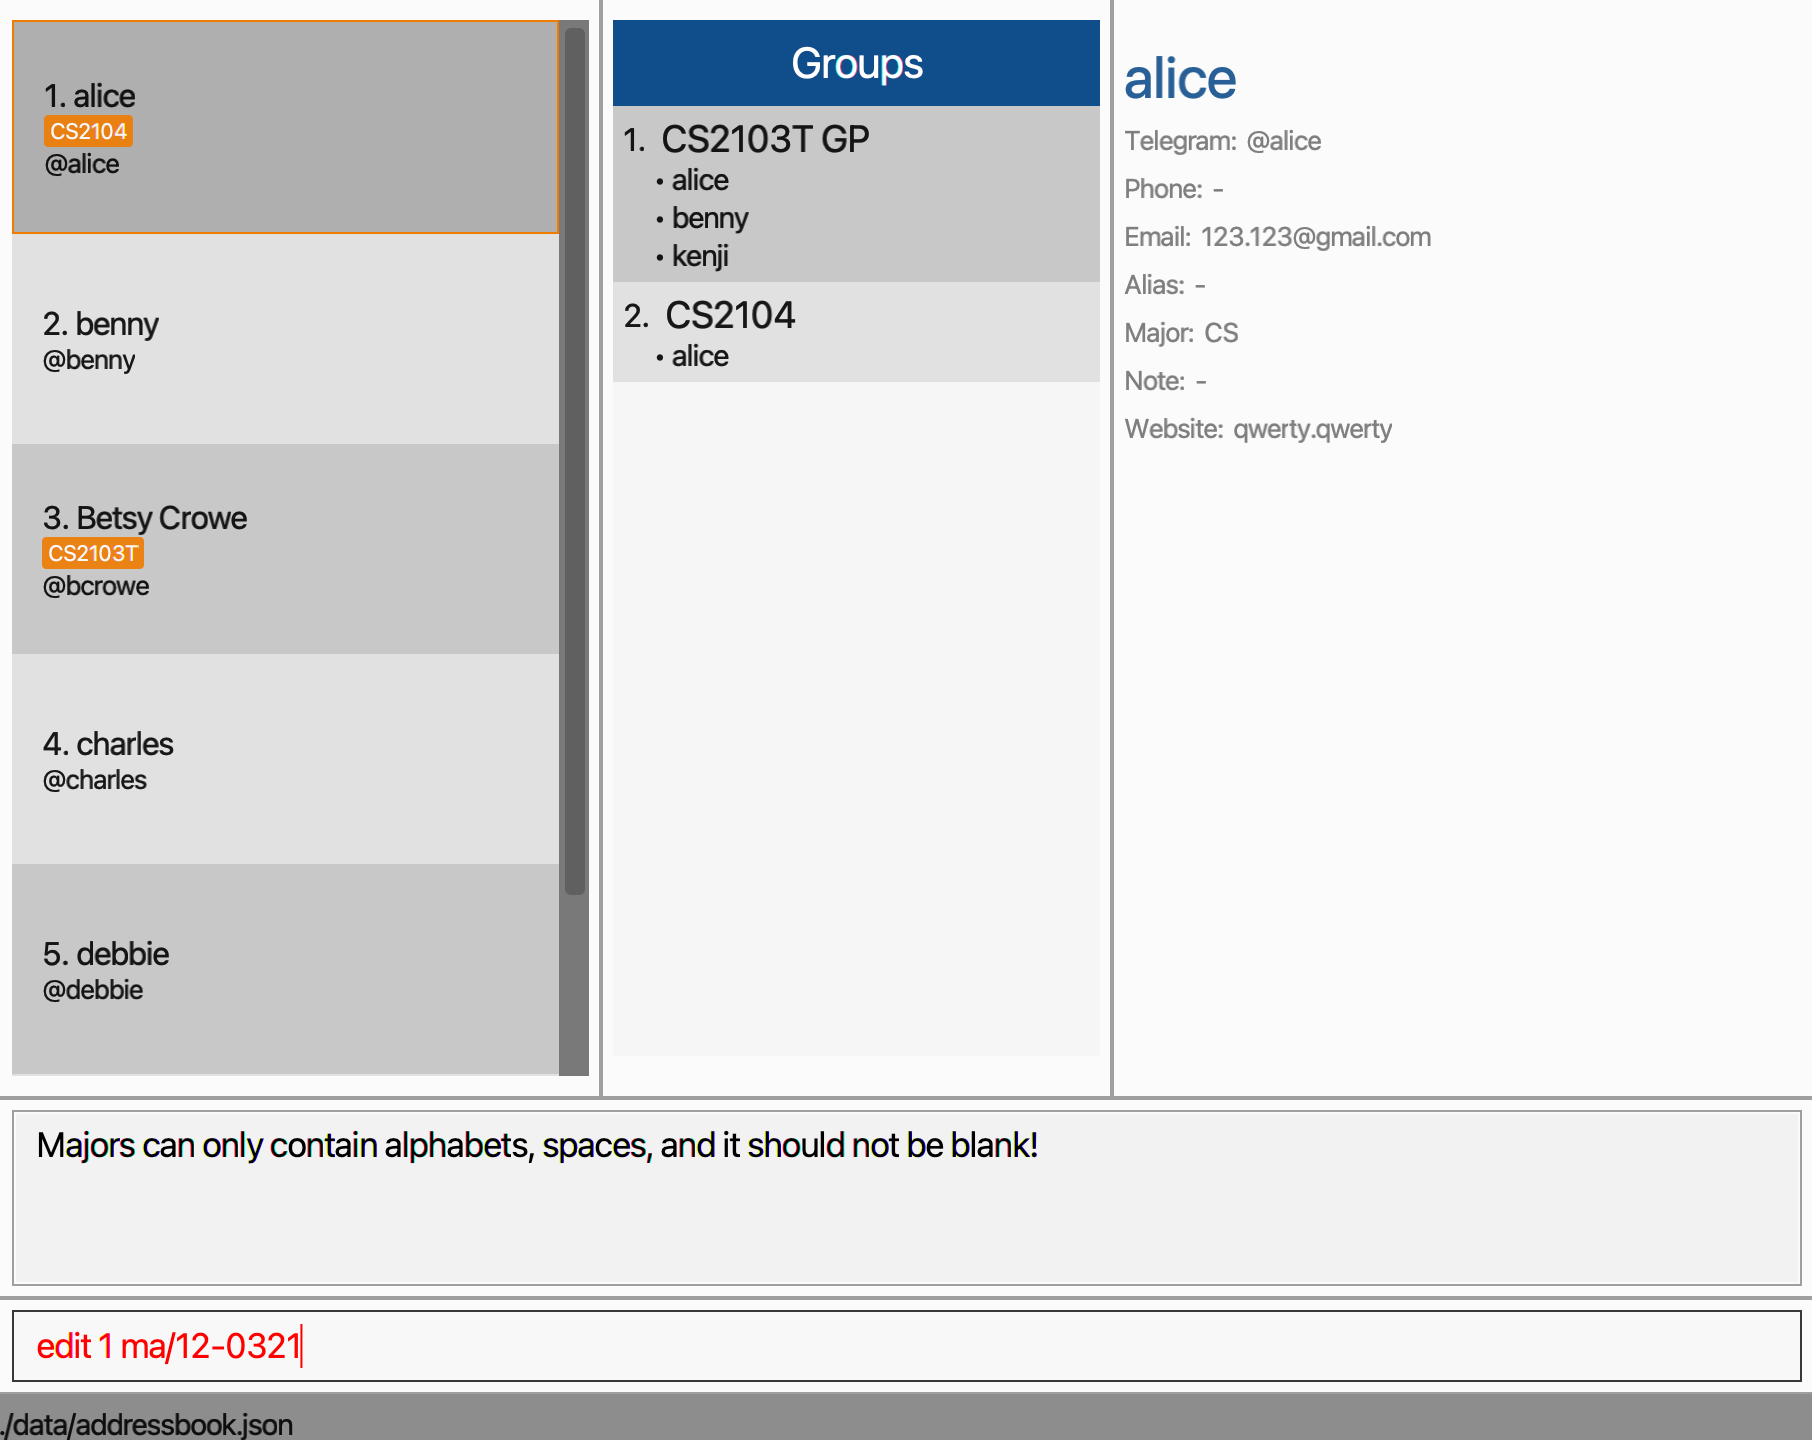 1. alice
CS2104
@alice
2. benny
@benny
3. Betsy Crowe
CS2103T
@bcrowe
4. charles
@charles
5. debbie
@debbie
Groups
1. CS2103T GP
• alice
• benny
• kenji
2. CS2104
• alice
alice
Telegram: @alice
Phone: -
Email: 123.123@gmail.com
Alias: -
Major: CS
Note: -
Website: qwerty.qwerty
Majors can only contain alphabets, spaces, and it should not be blank!
edit 1 ma/12-0321
./data/addressbook.json